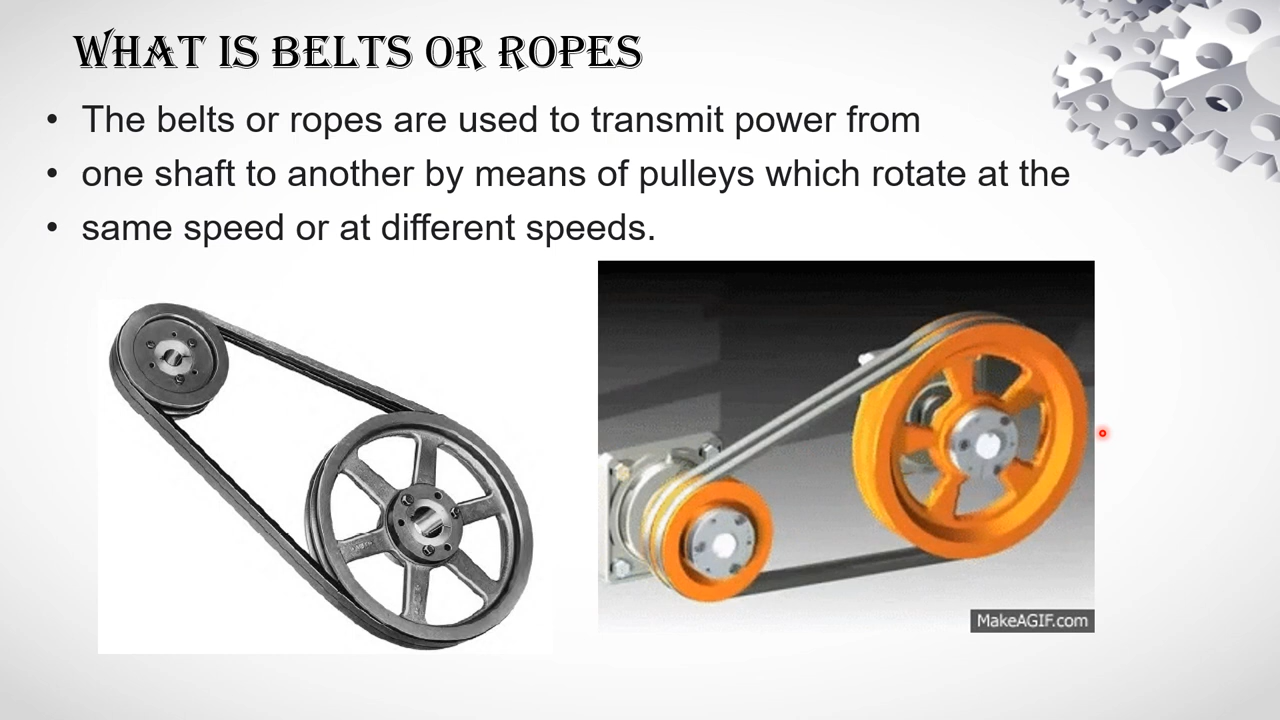 WHAT IS BELTS OR ROPES
• The belts or ropes are used to transmit power from
• one shaft to another by means of pulleys which rotate at the
• same speed or at different speeds.
MakeAGIF.com